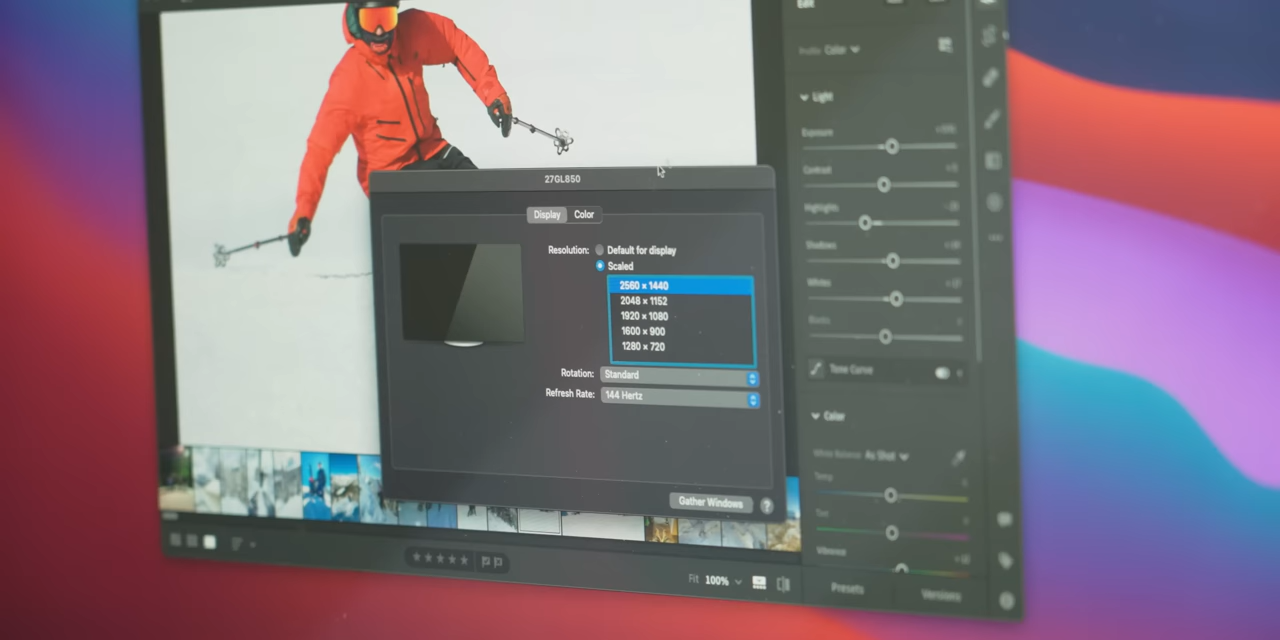 Edit
Profile Color
Light
Exposure
Contrast
Highlights
Shadows
Whites
27GL850
Display Color
Resolution: Default for display
Scaled
2560 × 1440
2048 × 1152
1920 × 1080
1600 × 900
1280 × 720
Rotation: Standard
Refresh Rate: 144 Hertz
Gather Windows ?
Tone Curve
Color
White Balance As Shot
Temp
Tint
Vibrance
Fit 100%
Presets Versions